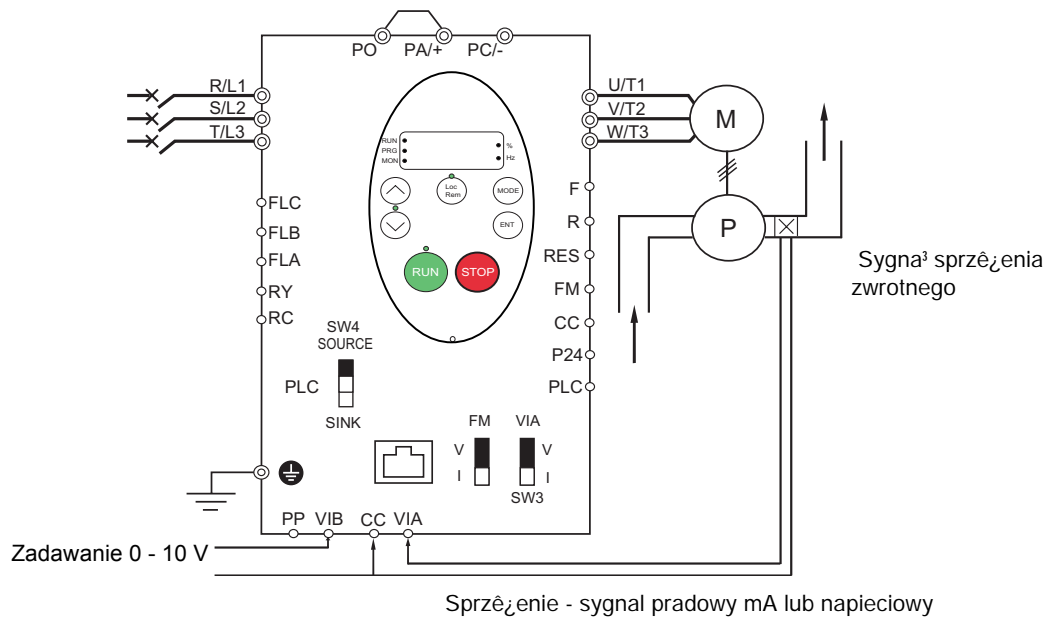 PO PA/+ PC/-
R/L1
S/L2
T/L3
U/T1
V/T2
W/T3
M
P
RUN
PRG
MON
%
Hz
Loc
Rem
MODE
ENT
RUN
STOP
FLC
FLB
FLA
RY
RC
F
R
RES
FM
CC
P24
PLC
Sygna³ sprzê¿enia
zwrotnego
SW4
SOURCE
PLC
SINK
FM VIA
V V
I I
SW3
PP VIB CC VIA
Zadawanie 0 - 10 V
Sprzê¿enie - sygnal pradowy mA lub napieciowy